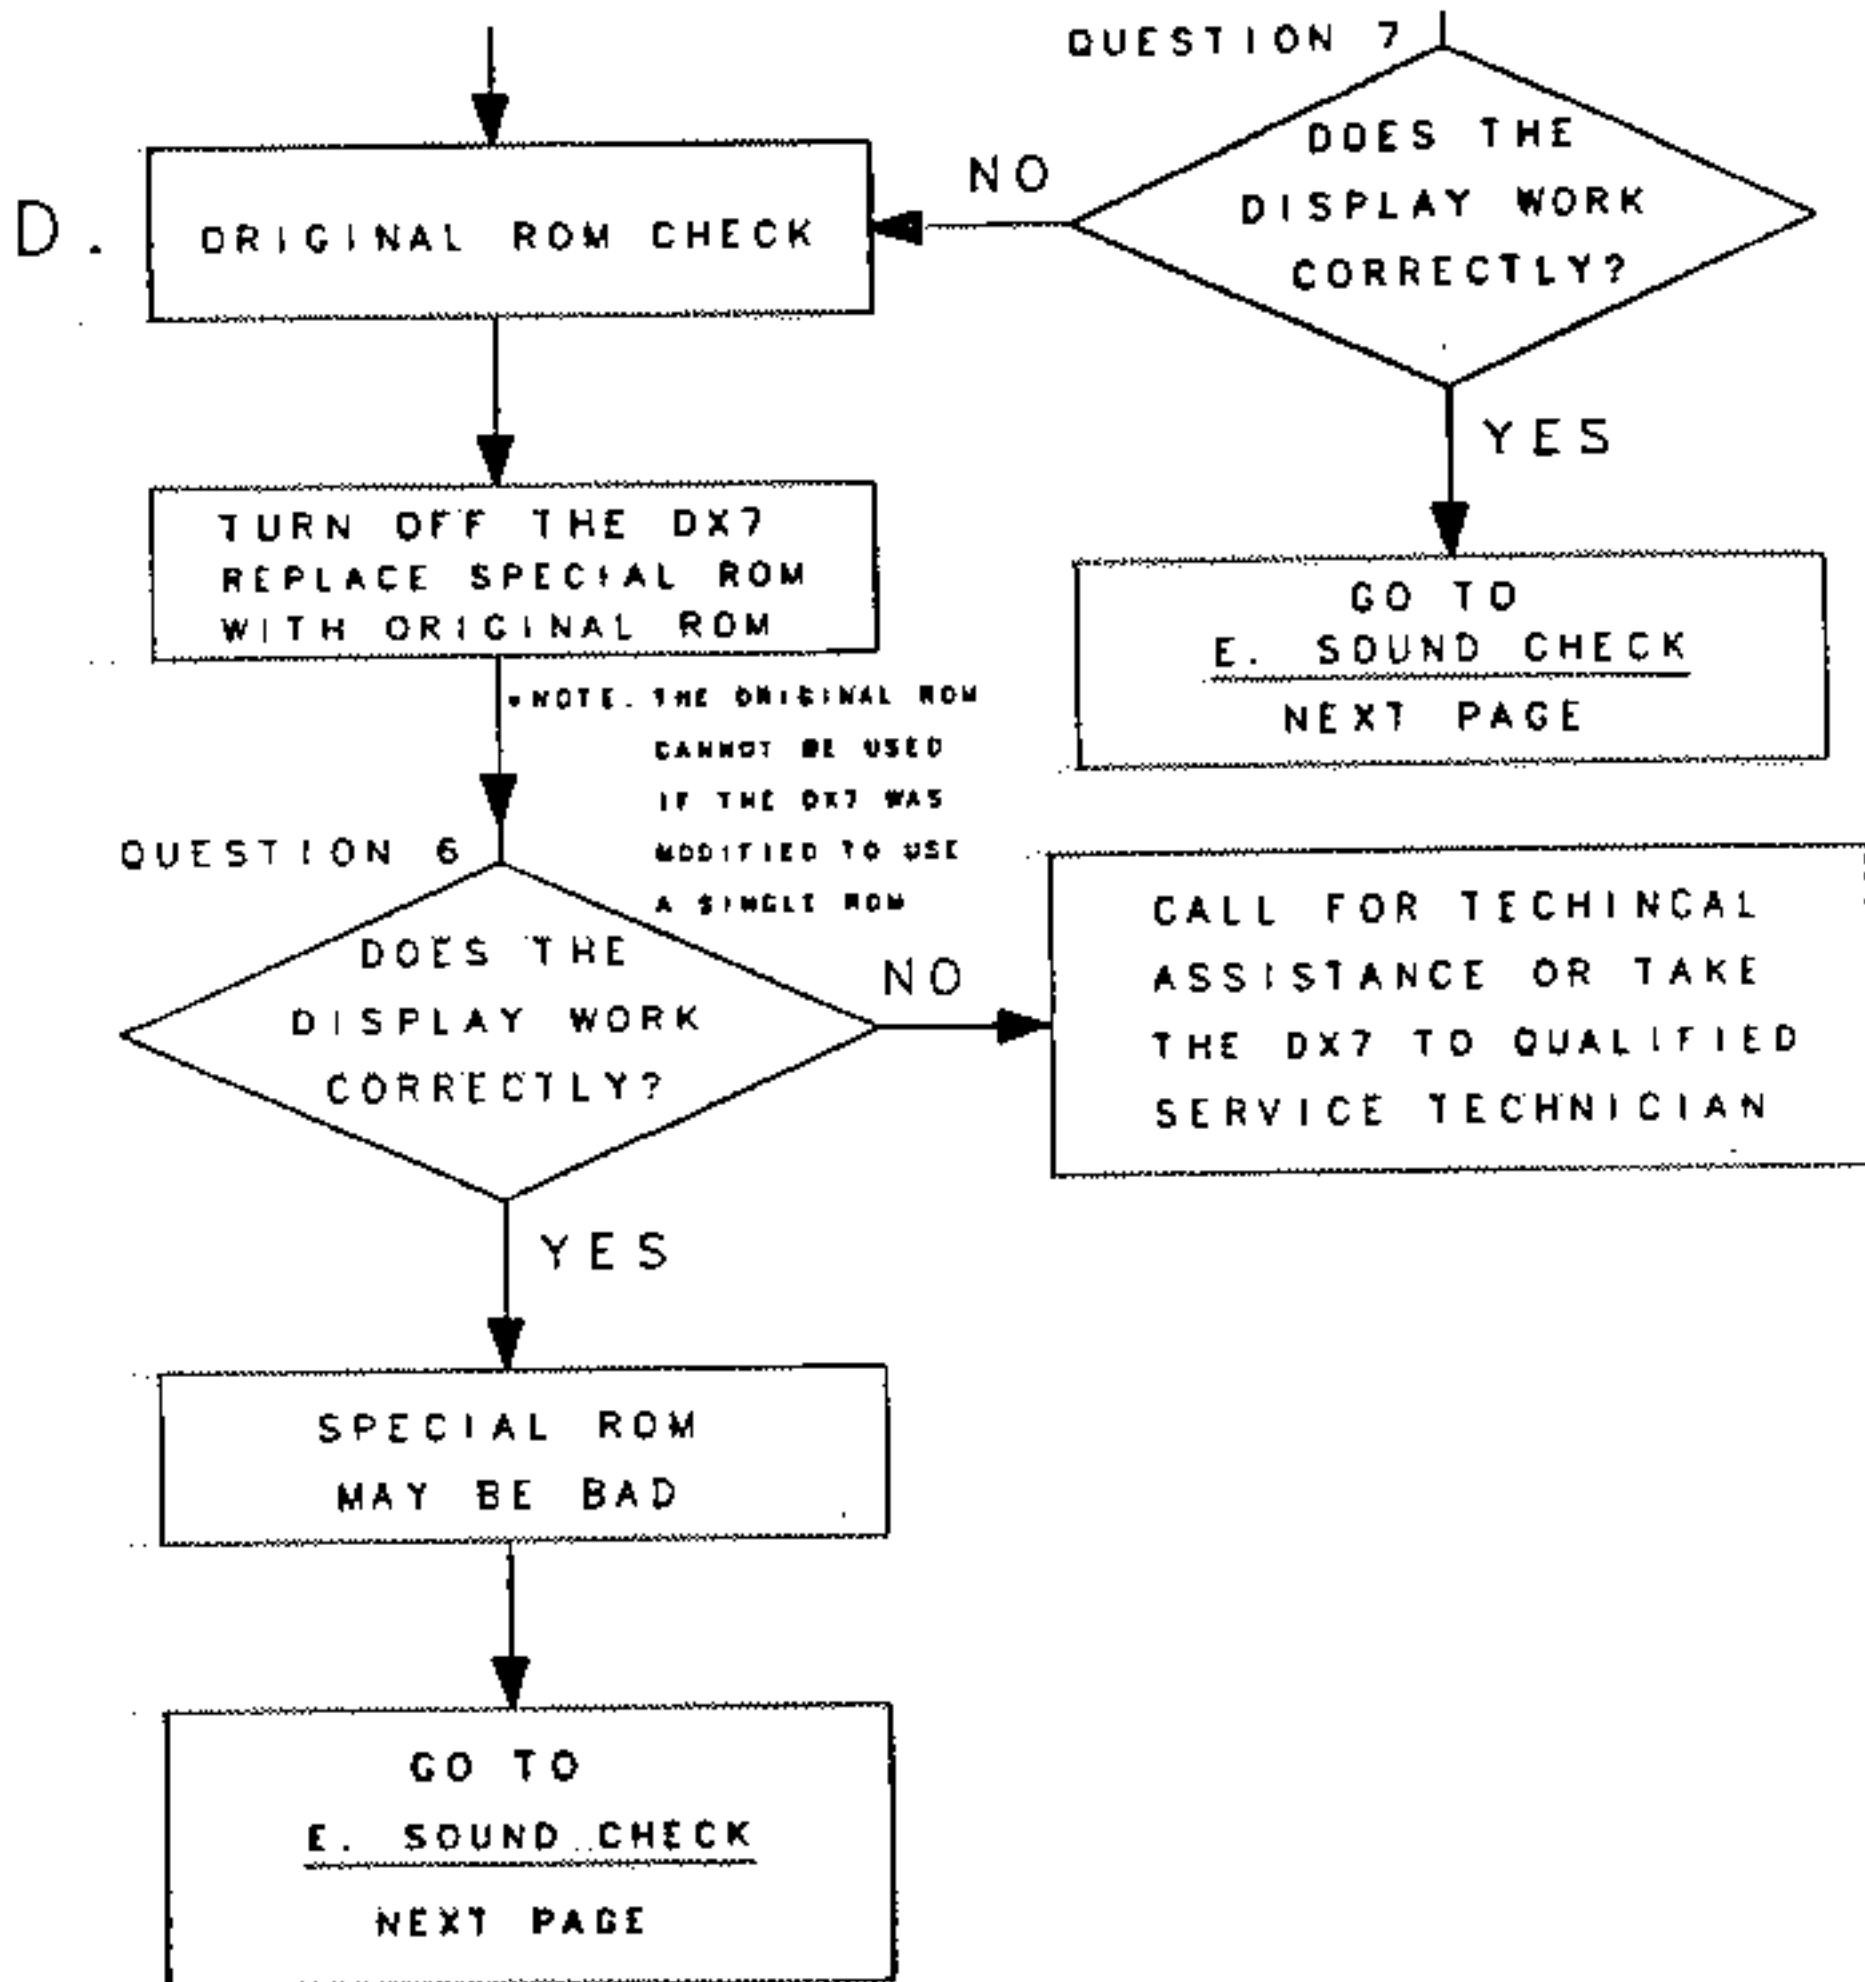 QUESTION 7
DOES THE
DISPLAY WORK
CORRECTLY?
NO
YES
D.
ORIGINAL ROM CHECK
TURN OFF THE DX7
REPLACE SPECIAL ROM
WITH ORIGINAL ROM
GO TO
E. SOUND CHECK
NEXT PAGE
*NOTE. THE ORIGINAL ROM
CANNOT BE USED
IF THE DX7 WAS
MODIFIED TO USE
A SINGLE ROM
QUESTION 6
DOES THE
DISPLAY WORK
CORRECTLY?
NO
CALL FOR TECHINCAL
ASSISTANCE OR TAKE
THE DX7 TO QUALIFIED
SERVICE TECHNICIAN
YES
SPECIAL ROM
MAY BE BAD
GO TO
E. SOUND CHECK
NEXT PAGE